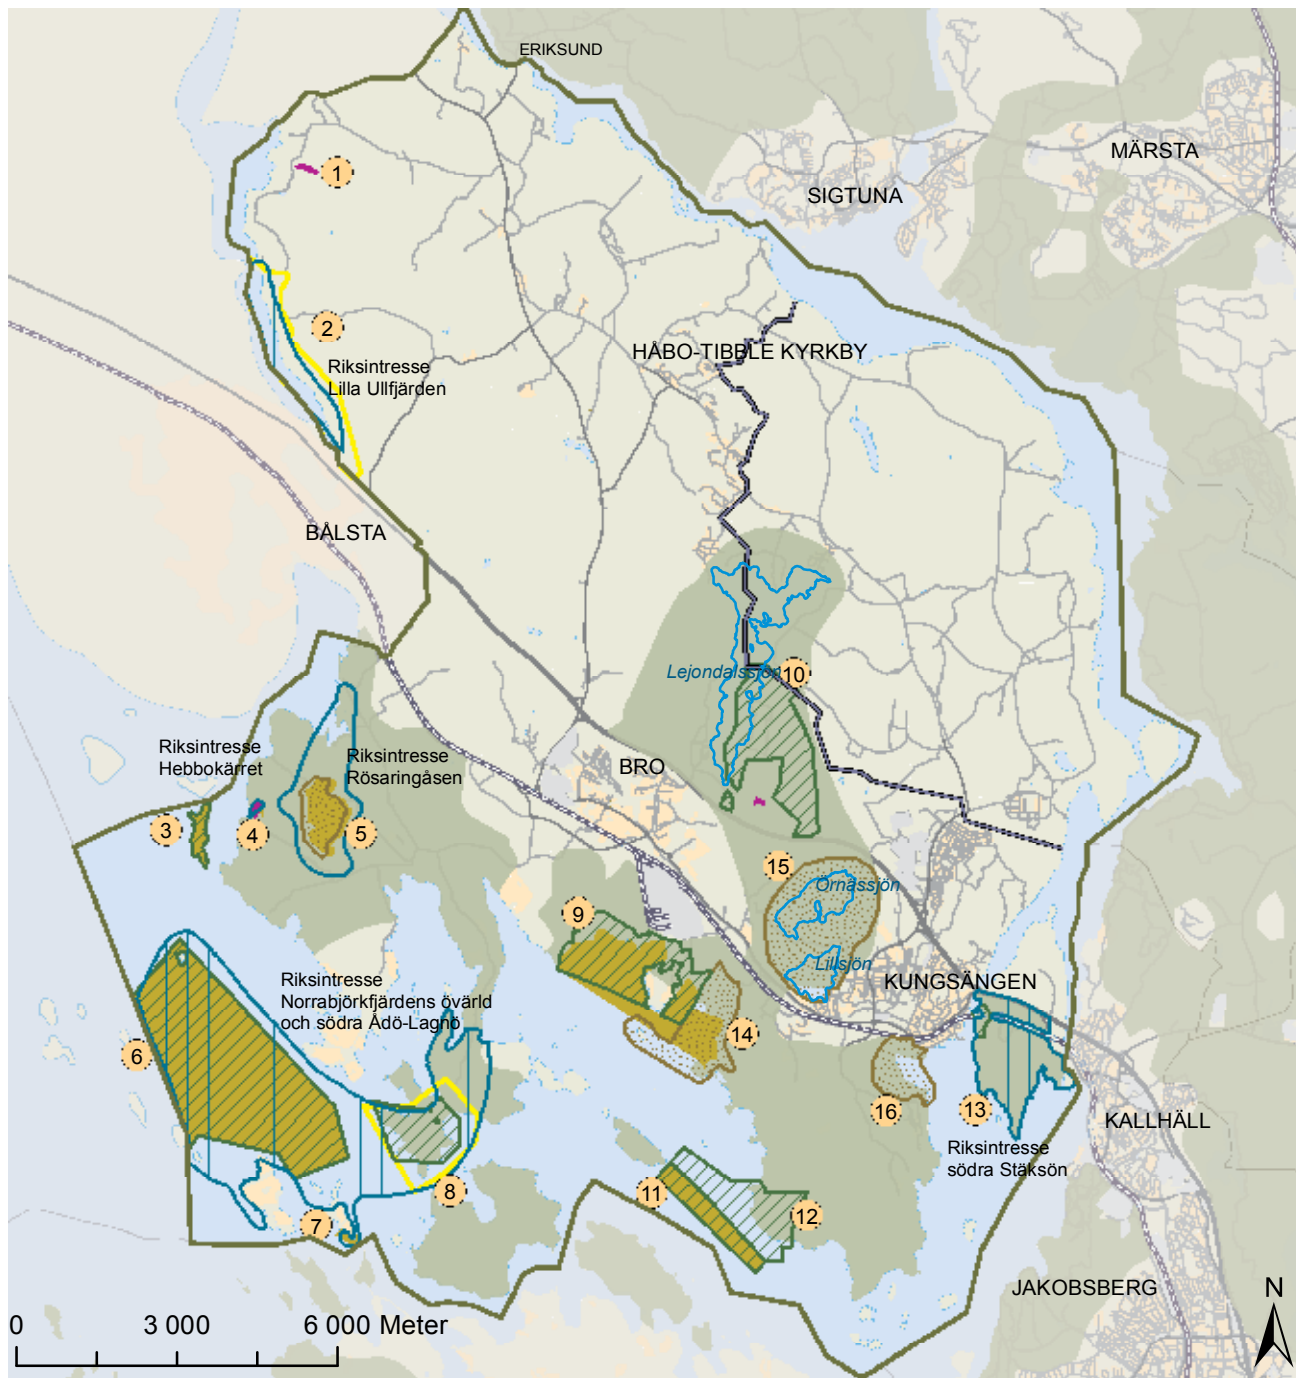 ERIKSUND
MÄRSTA
1
SIGTUNA
2
HÅBO-TIBBLE KYRKBY
Riksintresse
Lilla Ullfjärden
BÅLSTA
Lejondalssjön
10
Riksintresse
Hebbokärret
Riksintresse
Rösaringåsen
BRO
3
4
5
15
Örnässjön
9
Lillsjön
KUNGSÄNGEN
Riksintresse
Norrabjörkfjärdens övärld
och södra Ådö-Lagnö
14
6
16
13
KALLHÄLL
Riksintresse
södra Stäksön
8
11
12
7
JAKOBSBERG
N
0
3 000
6 000 Meter